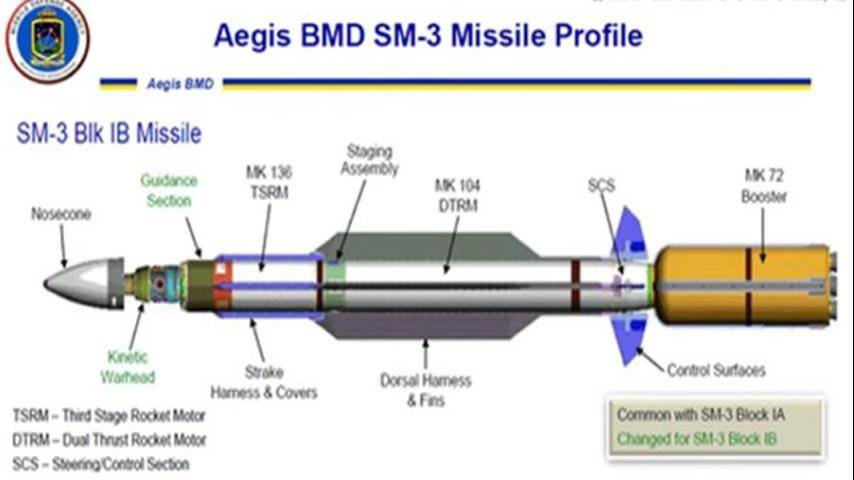 Aegis BMD SM-3 Missile Profile
Aegis BMD
SM-3 Blk IB Missile
Nosecone
Guidance
Section
MK 136
TSRM
Staging
Assembly
MK 104
DTRM
SCS
MK 72
Booster
Kinetic
Warhead
Strake
Harness & Covers
Dorsal Harness
& Fins
Control Surfaces
TSRM – Third Stage Rocket Motor
DTRM – Dual Thrust Rocket Motor
SCS – Steering/Control Section
Common with SM-3 Block IA
Changed for SM-3 Block IB